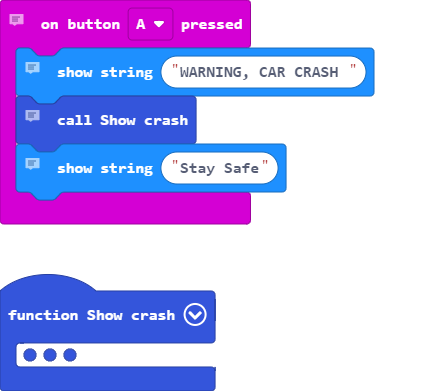 on button A pressed
show string "WARNING, CAR CRASH "
call Show crash
show string "Stay Safe"
function Show crash